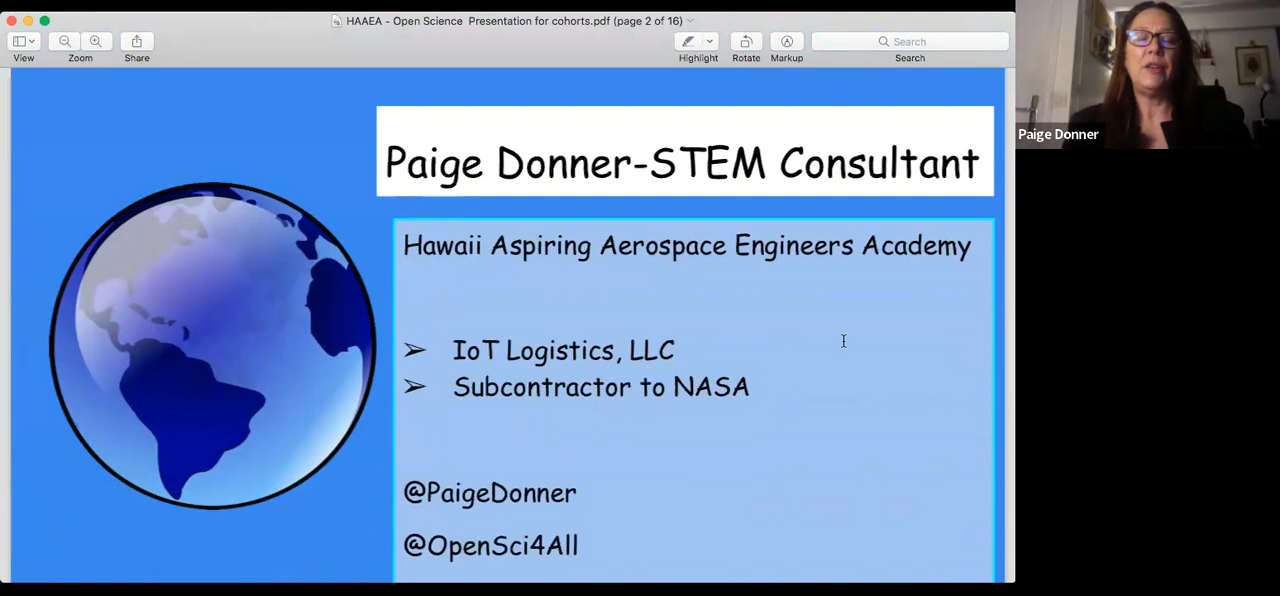 HAAEA - Open Science Presentation for cohorts.pdf (page 2 of 16)
View
Zoom
Share
Highlight
Rotate
Markup
Search
Search
Paige Donner
Paige Donner-STEM Consultant
Hawaii Aspiring Aerospace Engineers Academy
➢ IoT Logistics, LLC
➢ Subcontractor to NASA
@PaigeDonner
@OpenSci4All